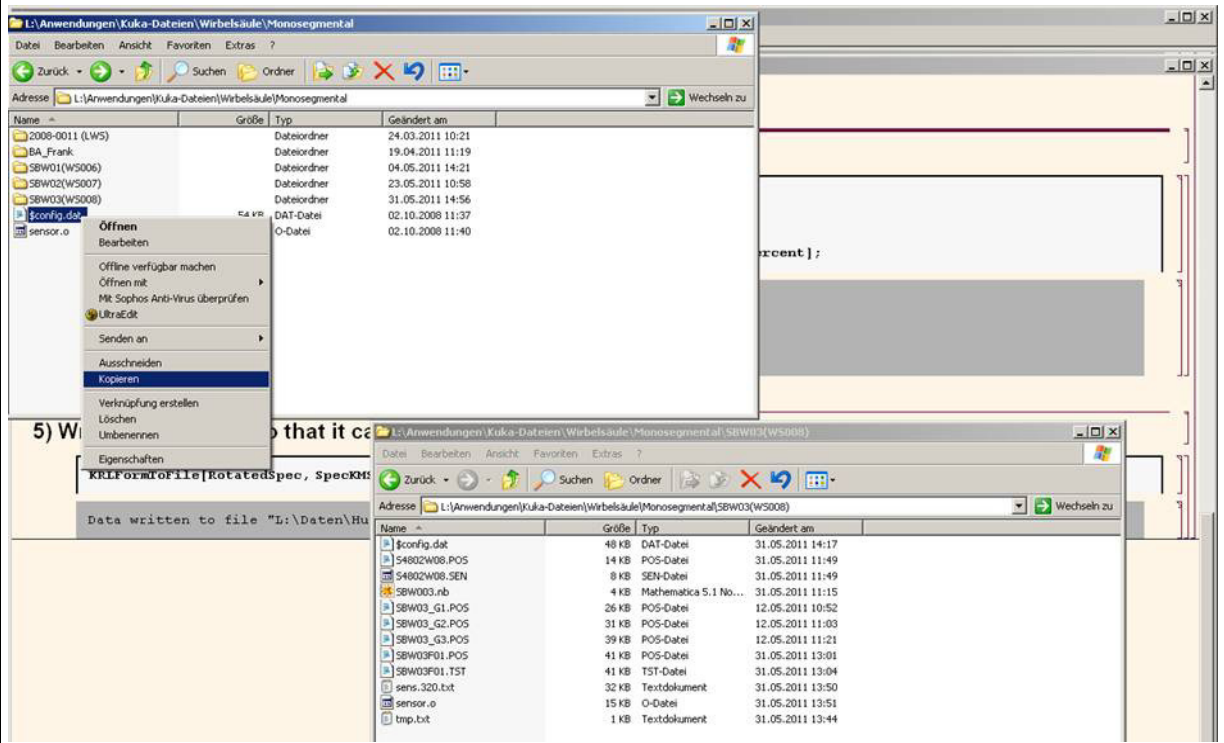 L:\Anwendungen\Kuka-Dateien\Wirbelsäule\Monosegmental
Datei Bearbeiten Ansicht Favoriten Extras ?
Zurück Suchen Ordner
Adresse L:\Anwendungen\Kuka-Dateien\Wirbelsäule\Monosegmental Wechseln zu
Name Größe Typ Geändert am
2008-0011 (LWS) Dateiordner 24.03.2011 10:21
BA_Frank Dateiordner 19.04.2011 11:19
SBW01(WS006) Dateiordner 04.05.2011 14:21
SBW02(WS007) Dateiordner 23.05.2011 10:58
SBW03(WS008) Dateiordner 31.05.2011 14:56
$config.dat 54 KB DAT-Datei 02.10.2008 11:37
sensor.o O-Datei 02.10.2008 11:40
Öffnen
Bearbeiten
Offline verfügbar machen
Öffnen mit
Mit Sophos Anti-Virus überprüfen
UltraEdit
Senden an
Ausschneiden
Kopieren
Verknüpfung erstellen
Löschen
Umbenennen
Eigenschaften
rcent];
5) W that it ca
KRLFormToFile[RotatedSpec, SpecKMS
Data written to file "L:\Daten\Hu
L:\Anwendungen\Kuka-Dateien\Wirbelsäule\Monosegmental\SBW03(WS008)
Datei Bearbeiten Ansicht Favoriten Extras ?
Zurück Suchen Ordner
Adresse L:\Anwendungen\Kuka-Dateien\Wirbelsäule\Monosegmental\SBW03(WS008) Wechseln zu
Name Größe Typ Geändert am
$config.dat 48 KB DAT-Datei 31.05.2011 14:17
S4802W08.POS 14 KB POS-Datei 31.05.2011 11:49
S4802W08.SEN 8 KB SEN-Datei 31.05.2011 11:49
SBW003.nb 4 KB Mathematica 5.1 No... 31.05.2011 11:15
SBW03_G1.POS 26 KB POS-Datei 12.05.2011 10:52
SBW03_G2.POS 31 KB POS-Datei 12.05.2011 11:03
SBW03_G3.POS 39 KB POS-Datei 12.05.2011 11:21
SBW03F01.POS 41 KB POS-Datei 31.05.2011 13:01
SBW03F01.TST 41 KB TST-Datei 31.05.2011 13:04
sens.320.txt 32 KB Textdokument 31.05.2011 13:50
sensor.o 15 KB O-Datei 31.05.2011 13:51
tmp.txt 1 KB Textdokument 31.05.2011 13:44